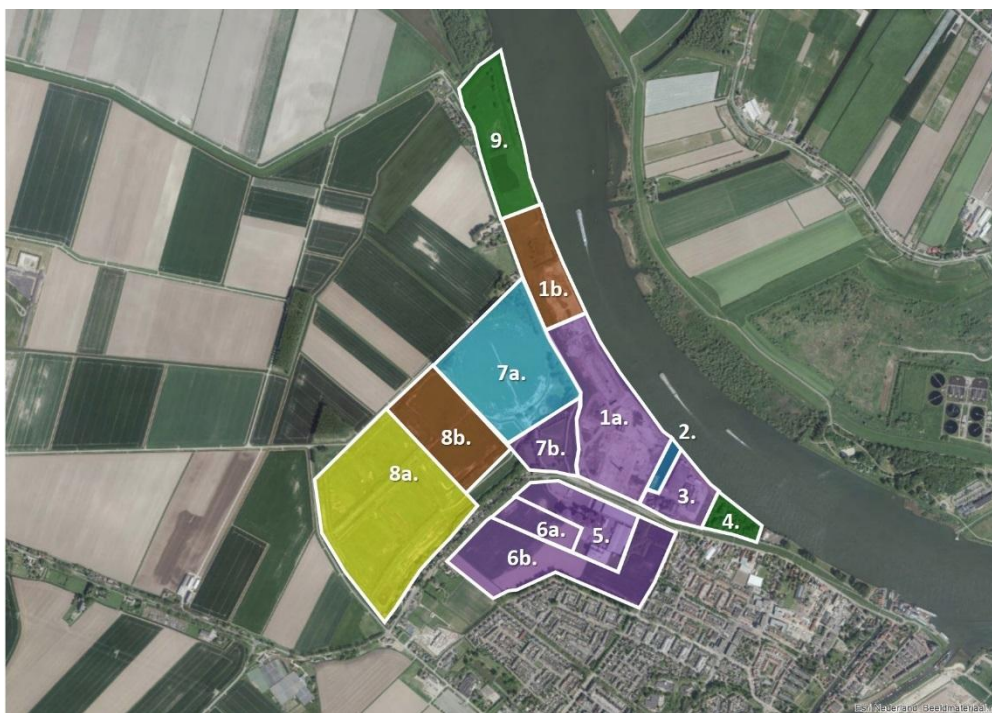 9.
1b.
7a.
1a.
2.
8b.
7b.
8a.
3.
4.
5.
6a.
6b.
Esri Nederland, Beeldmateriaal